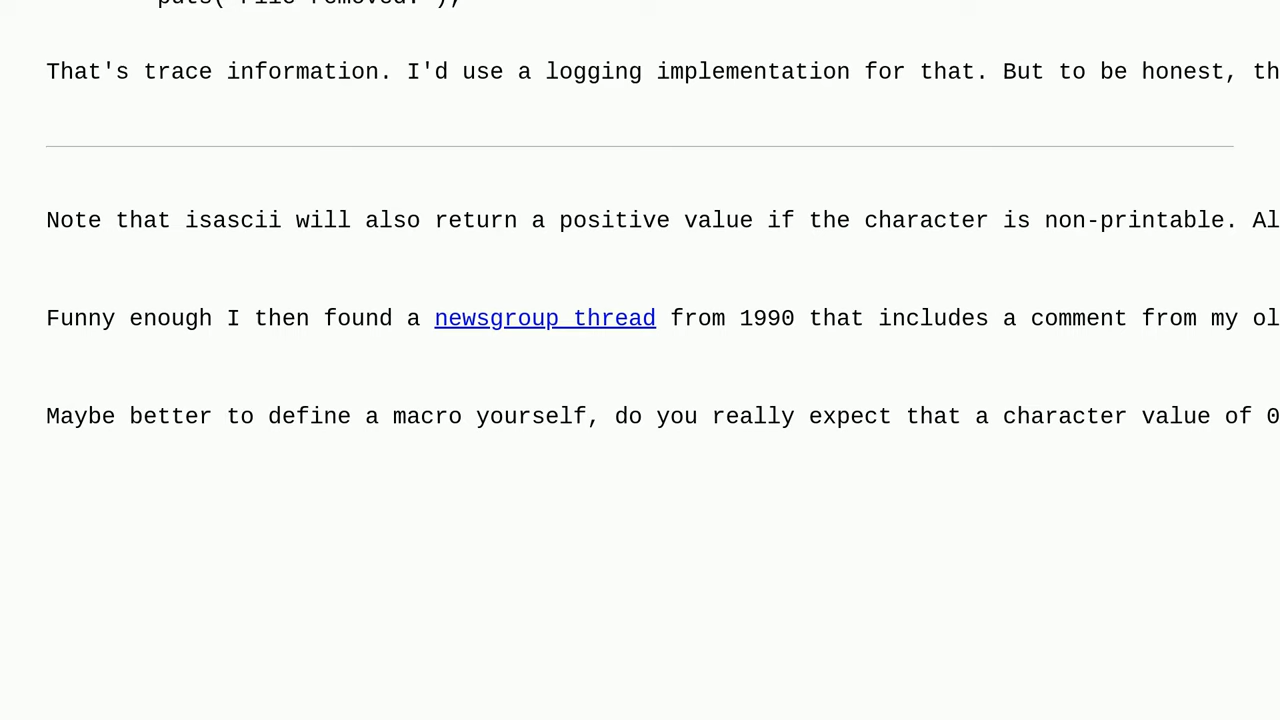 puts("File removed.");
That's trace information. I'd use a logging implementation for that. But to be honest, th
Note that isascii will also return a positive value if the character is non-printable. Al
Funny enough I then found a newsgroup thread from 1990 that includes a comment from my ol
Maybe better to define a macro yourself, do you really expect that a character value of 0